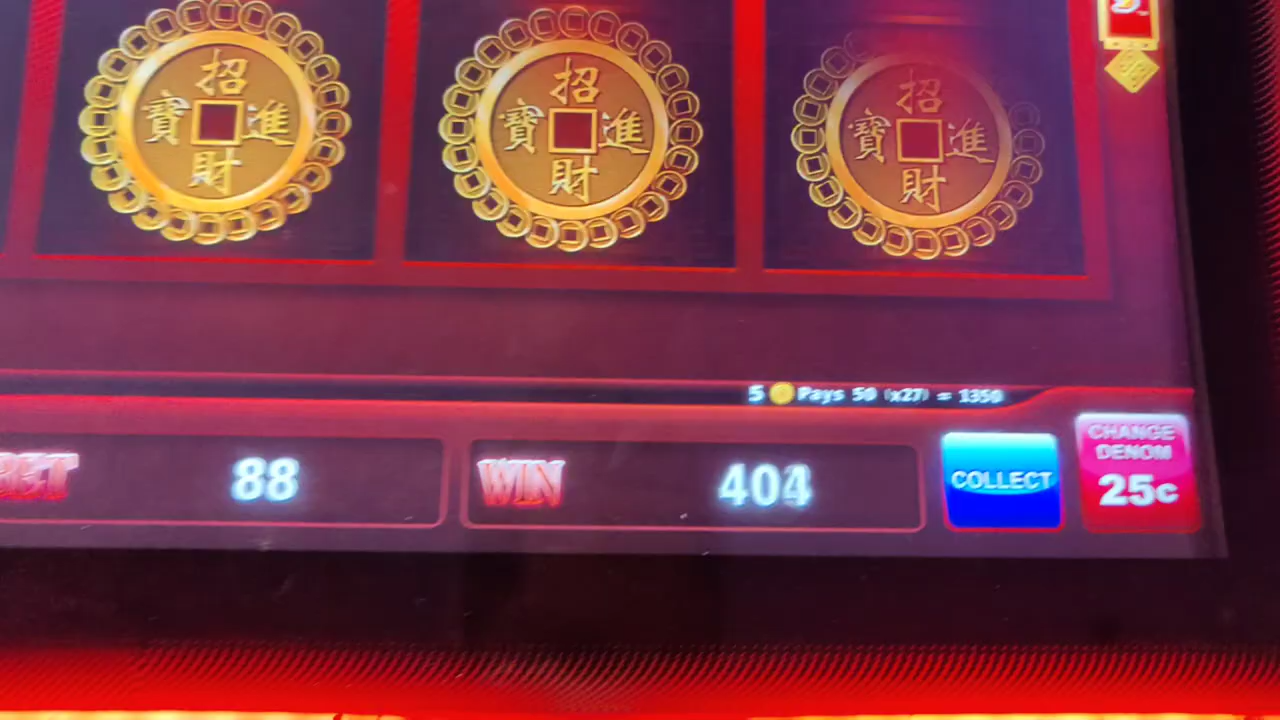 招
寶 進
財
招
寶 進
財
招
寶 進
財
5 Pays 50 (x27) = 1350
BET 88
WIN
COLLECT
CHANGE
DENOM
25c